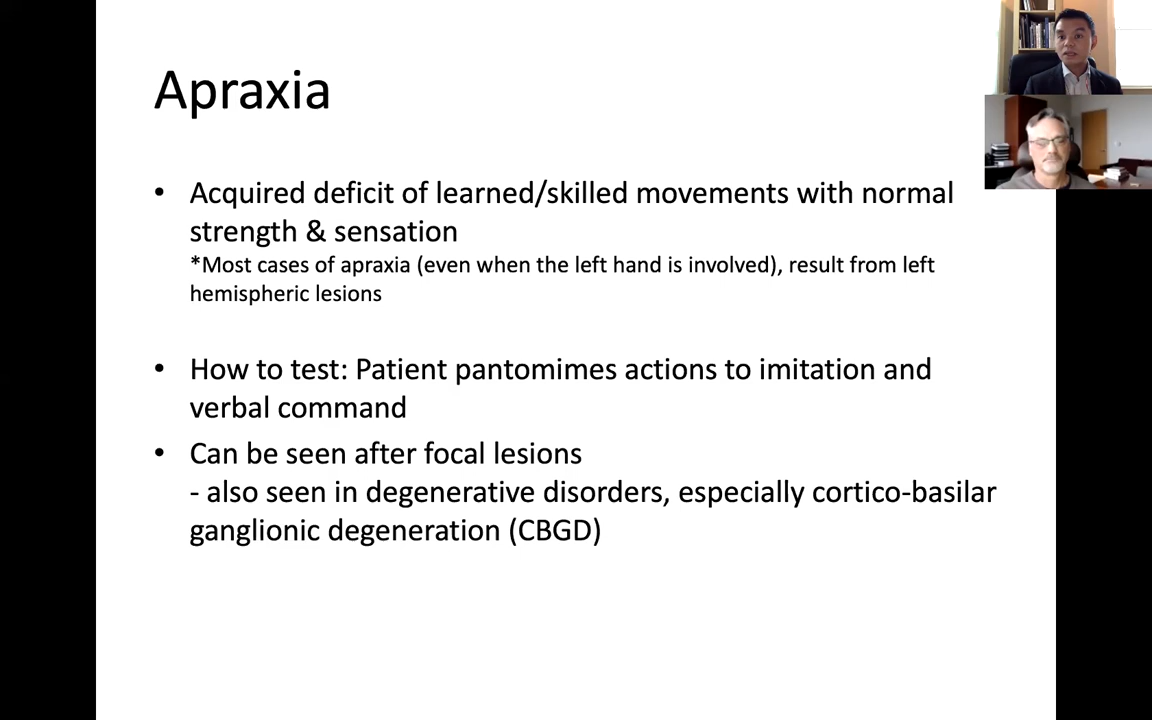 Apraxia
• Acquired deficit of learned/skilled movements with normal
strength & sensation
*Most cases of apraxia (even when the left hand is involved), result from left
hemispheric lesions
• How to test: Patient pantomimes actions to imitation and
verbal command
• Can be seen after focal lesions
- also seen in degenerative disorders, especially cortico-basilar
ganglionic degeneration (CBGD)